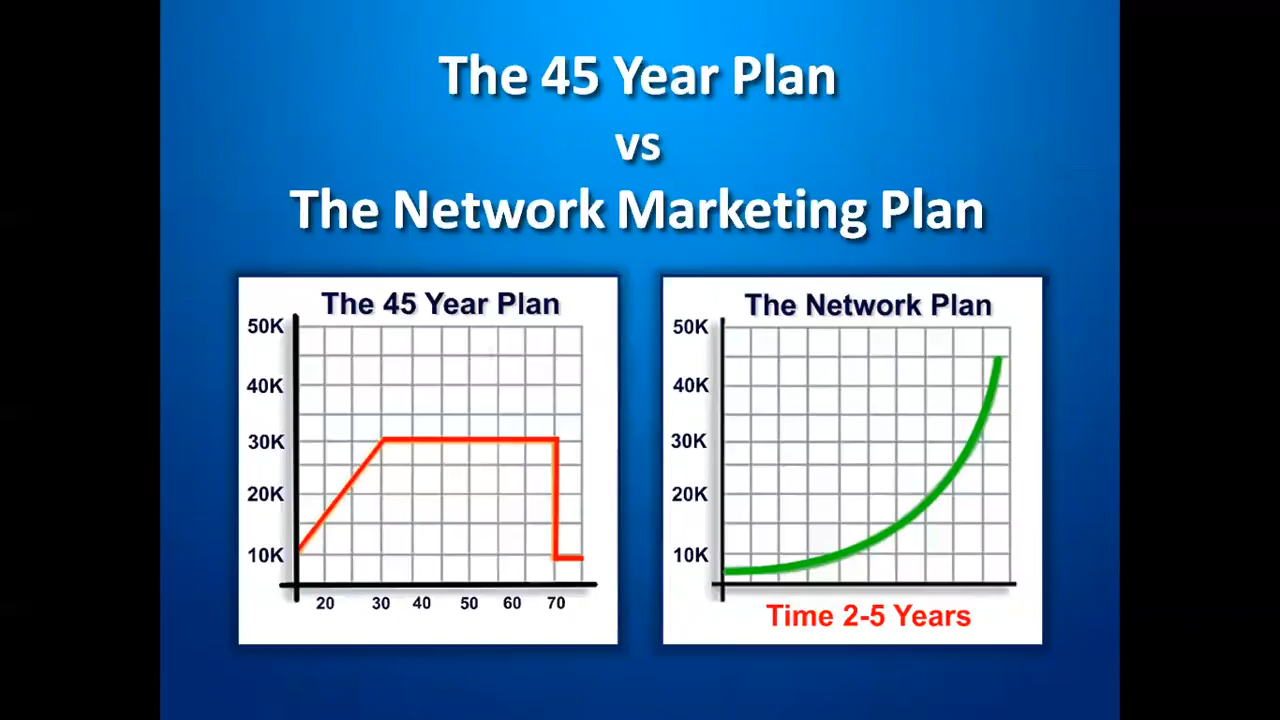 The 45 Year Plan
vs
The Network Marketing Plan
The 45 Year Plan
50K
40K
30K
20K
10K
20 30 40 50 60 70
The Network Plan
50K
40K
30K
20K
10K
Time 2-5 Years